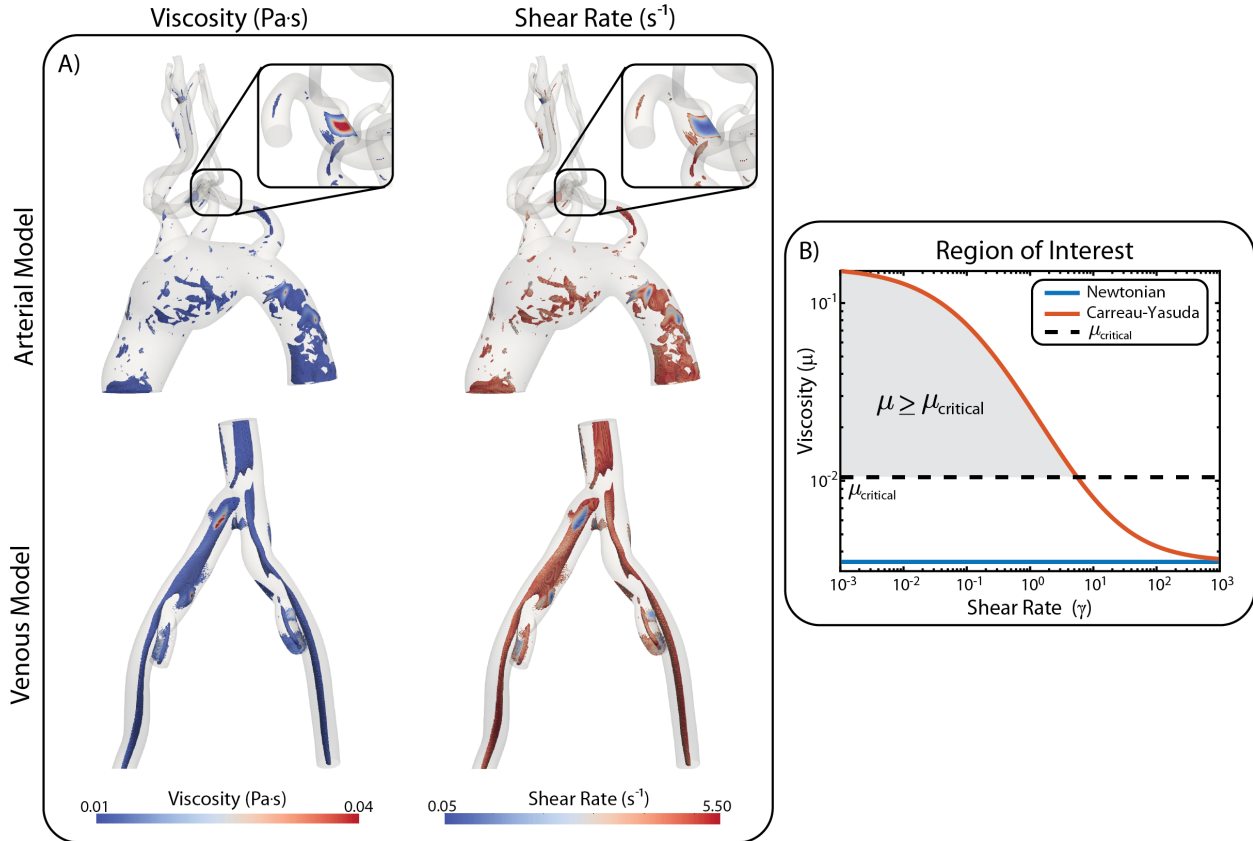 Viscosity (Pa·s)
Shear Rate (s⁻¹)
A)
Arterial Model
Venous Model
Viscosity (Pa·s)
0.01
0.04
Shear Rate (s⁻¹)
0.05
5.50
B)
Region of Interest
Newtonian
Carreau-Yasuda
μcritical
μ ≥ μcritical
μcritical
Viscosity (μ)
10⁻¹
10⁻²
10⁻³
10⁻²
10⁻¹
10⁰
10¹
10²
10³
Shear Rate (γ)